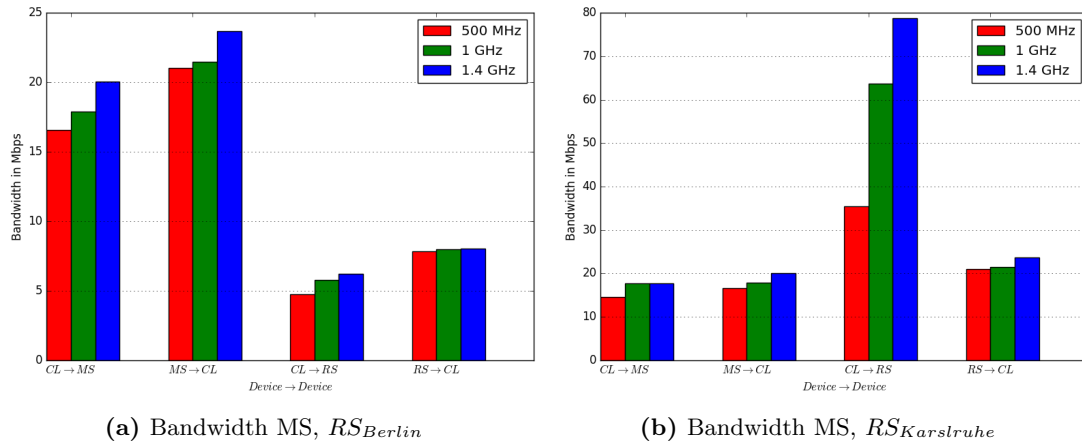 25
20
15
10
5
0
Bandwidth in Mbps
500 MHz
1 GHz
1.4 GHz
CL→MS
MS→CL
CL→RS
RS→CL
Device→Device
(a) Bandwidth MS, RS_Berlin
80
70
60
50
40
30
20
10
0
Bandwidth in Mbps
500 MHz
1 GHz
1.4 GHz
CL→MS
MS→CL
CL→RS
RS→CL
Device→Device
(b) Bandwidth MS, RS_Karslruhe